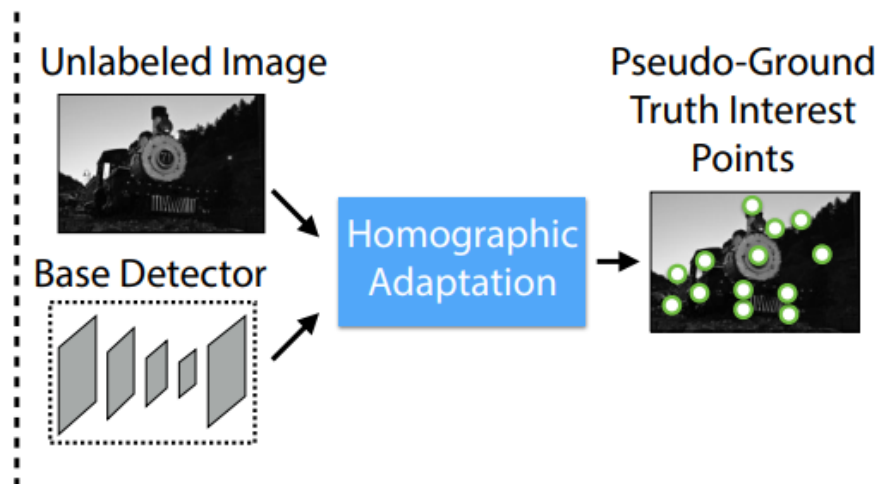 Unlabeled Image
Base Detector
Homographic
Adaptation
Pseudo-Ground
Truth Interest
Points